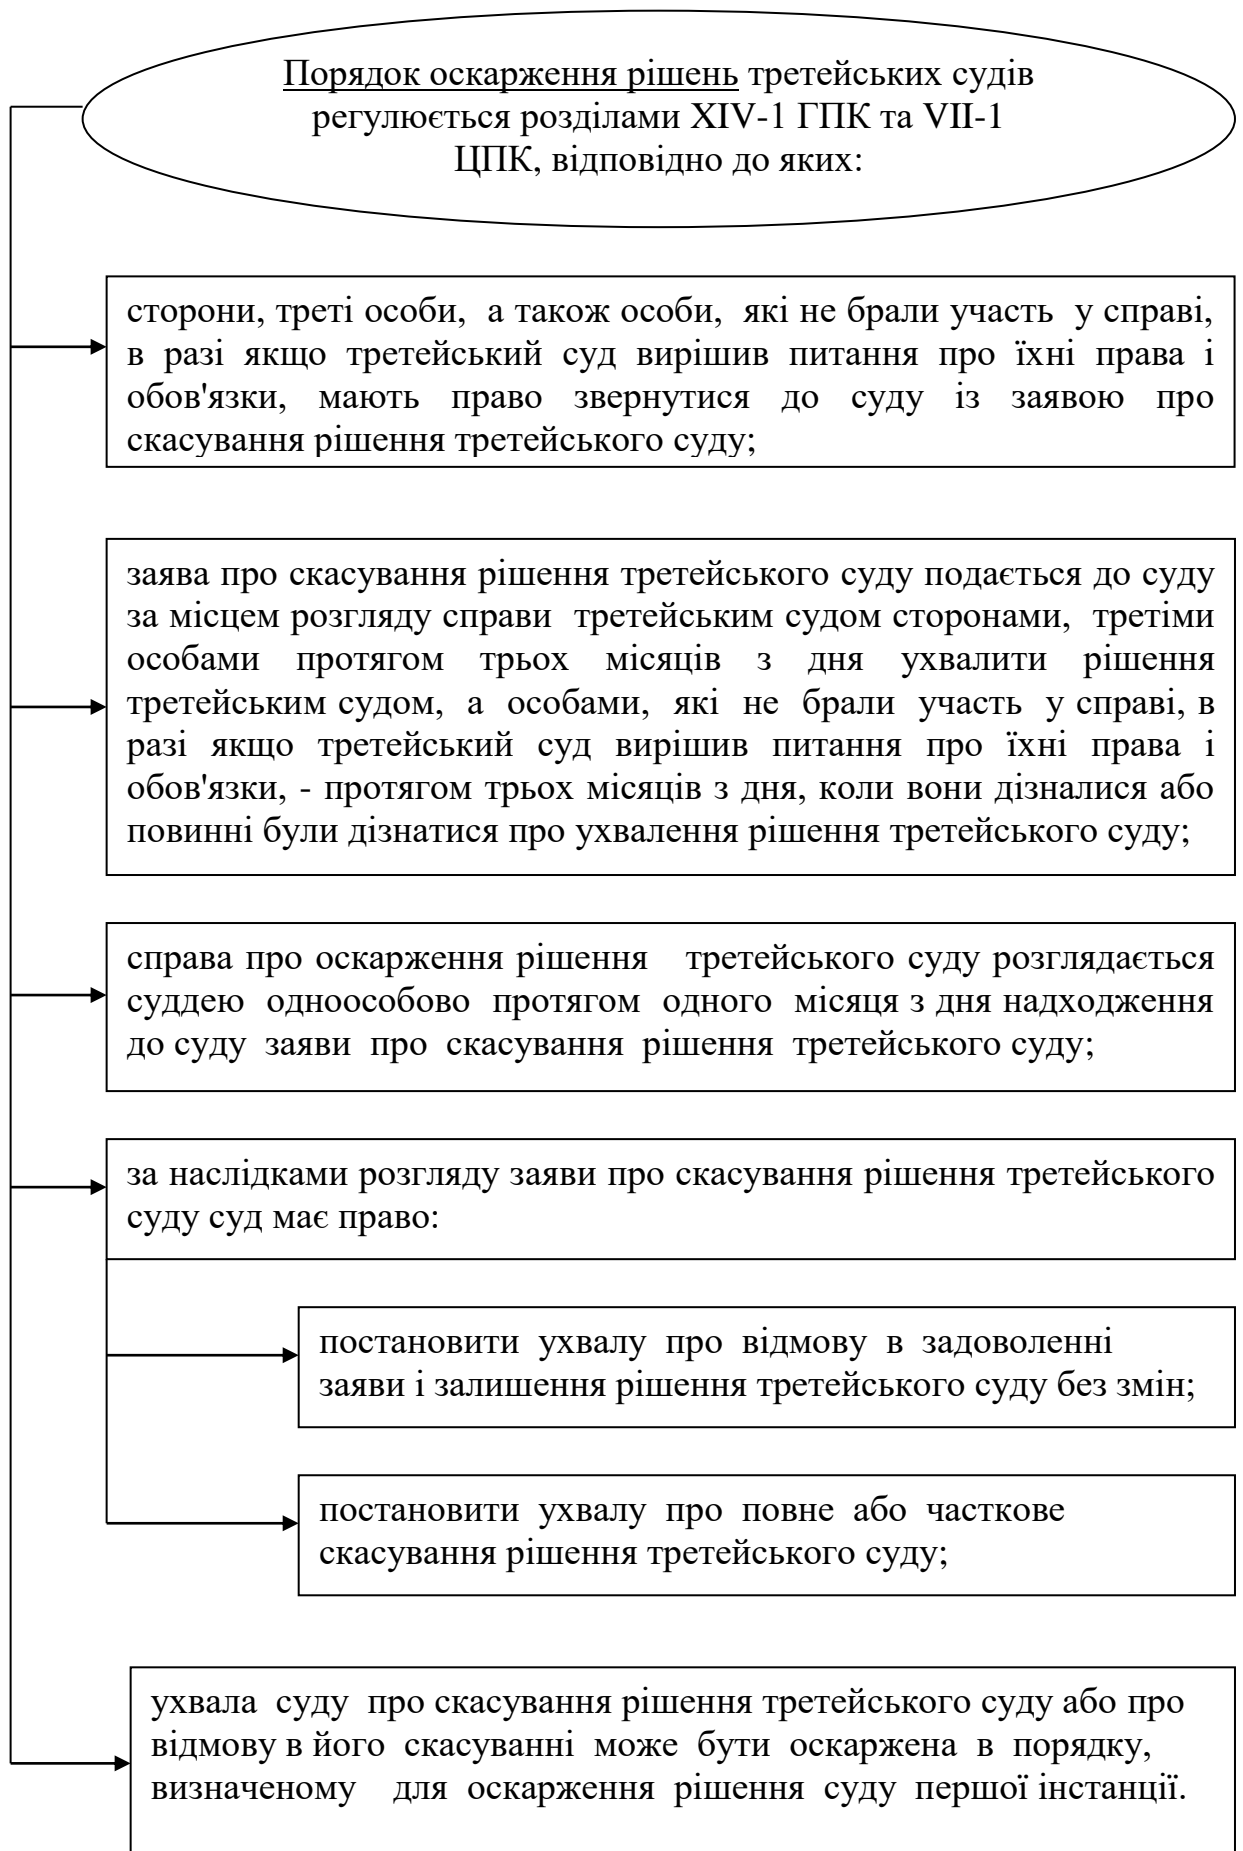 Порядок оскарження рішень третейських судів
регулюється розділами XIV-1 ГПК та VII-1
ЦПК, відповідно до яких:
сторони, треті особи, а також особи, які не брали участь у справі,
в разі якщо третейський суд вирішив питання про їхні права і
обов'язки, мають право звернутися до суду із заявою про
скасування рішення третейського суду;
заява про скасування рішення третейського суду подається до суду
за місцем розгляду справи третейським судом сторонами, третіми
особами протягом трьох місяців з дня ухвалити рішення
третейським судом, а особами, які не брали участь у справі, в
разі якщо третейський суд вирішив питання про їхні права і
обов'язки, - протягом трьох місяців з дня, коли вони дізналися або
повинні були дізнатися про ухвалення рішення третейського суду;
справа про оскарження рішення третейського суду розглядається
суддею одноособово протягом одного місяця з дня надходження
до суду заяви про скасування рішення третейського суду;
за наслідками розгляду заяви про скасування рішення третейського
суду суд має право:
постановити ухвалу про відмову в задоволенні
заяви і залишення рішення третейського суду без змін;
постановити ухвалу про повне або часткове
скасування рішення третейського суду;
ухвала суду про скасування рішення третейського суду або про
відмову в його скасуванні може бути оскаржена в порядку,
визначеному для оскарження рішення суду першої інстанції.